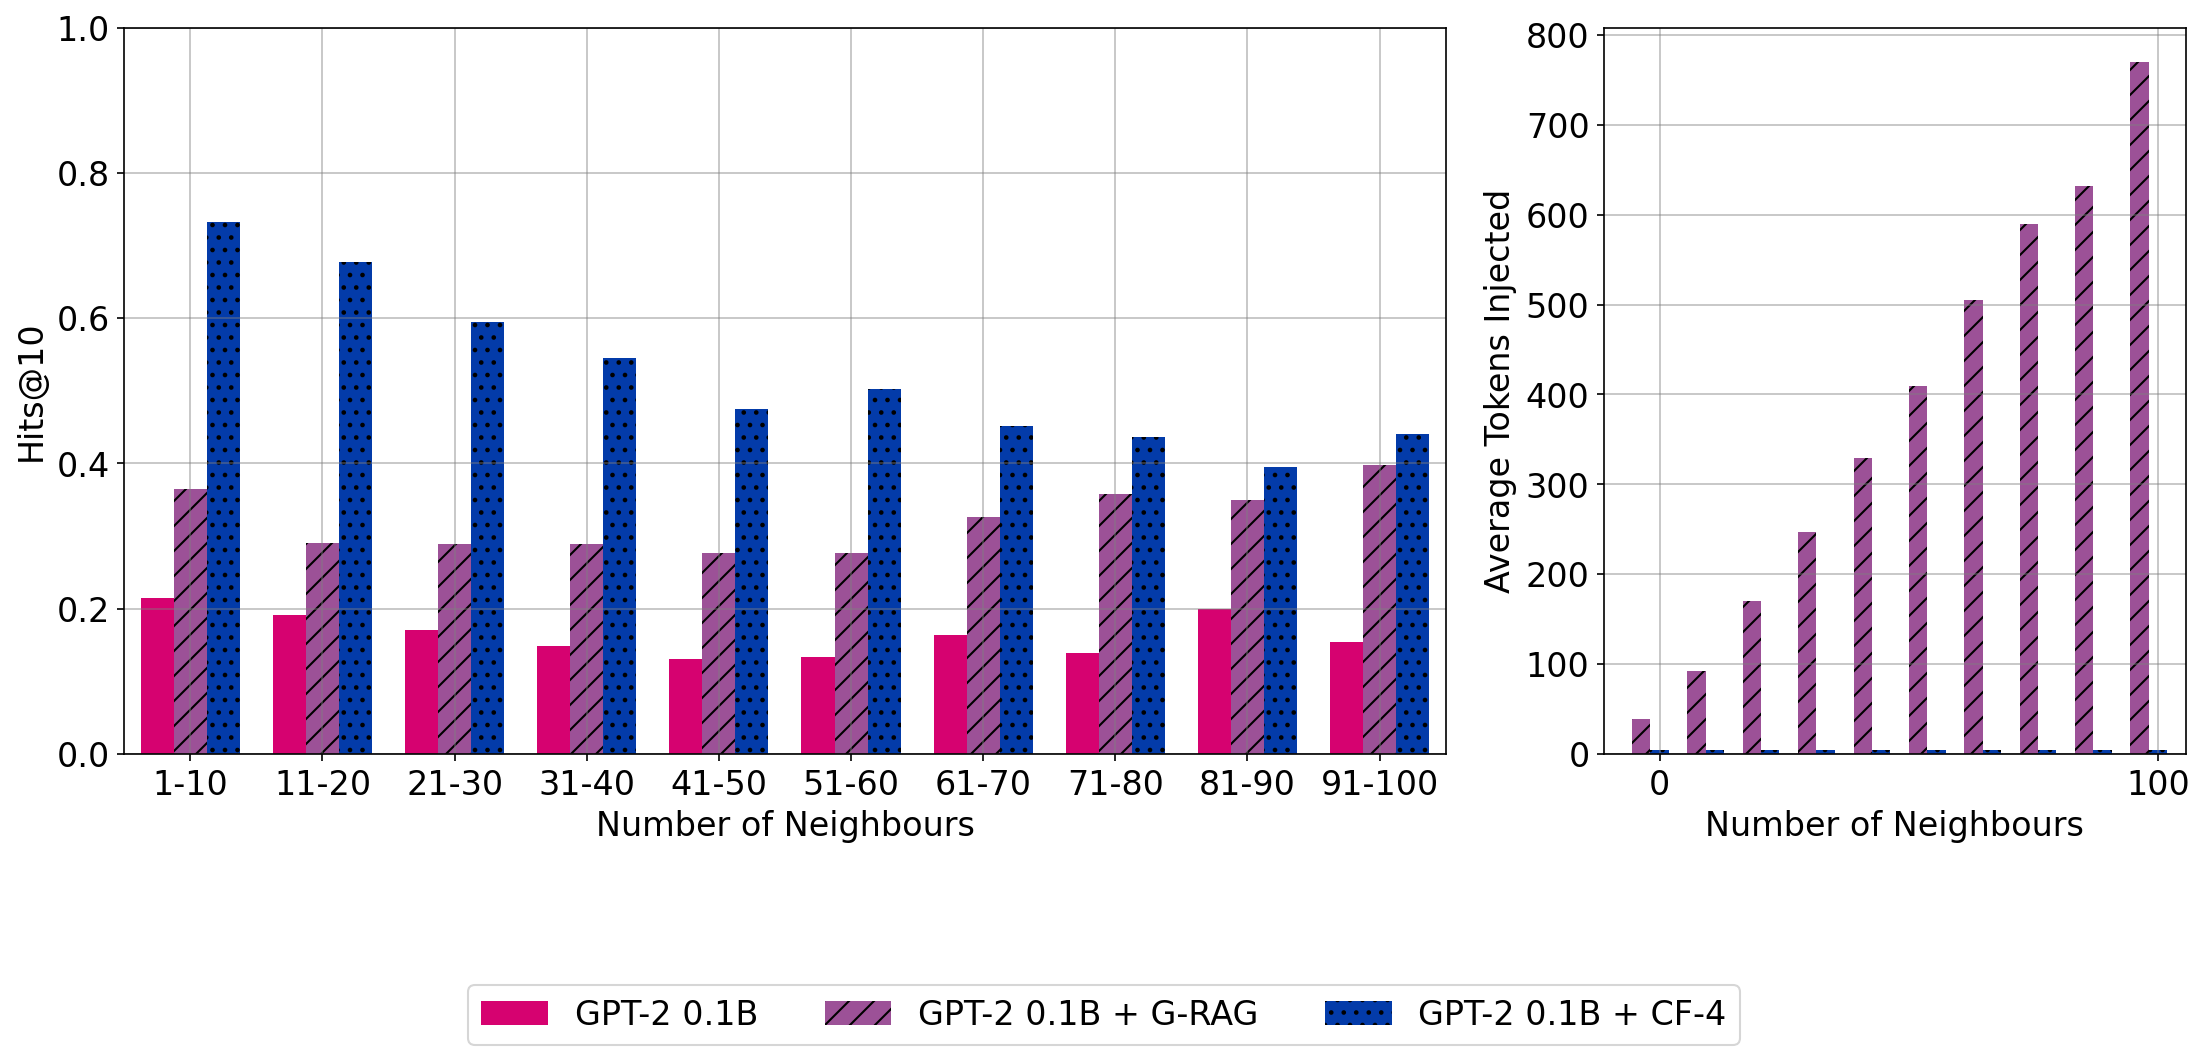 1.0
0.8
0.6
0.4
0.2
0.0
Hits@10
1-10 11-20 21-30 31-40 41-50 51-60 61-70 71-80 81-90 91-100
Number of Neighbours
800
700
600
500
400
300
200
100
0
Average Tokens Injected
0 100
Number of Neighbours
GPT-2 0.1B GPT-2 0.1B + G-RAG GPT-2 0.1B + CF-4